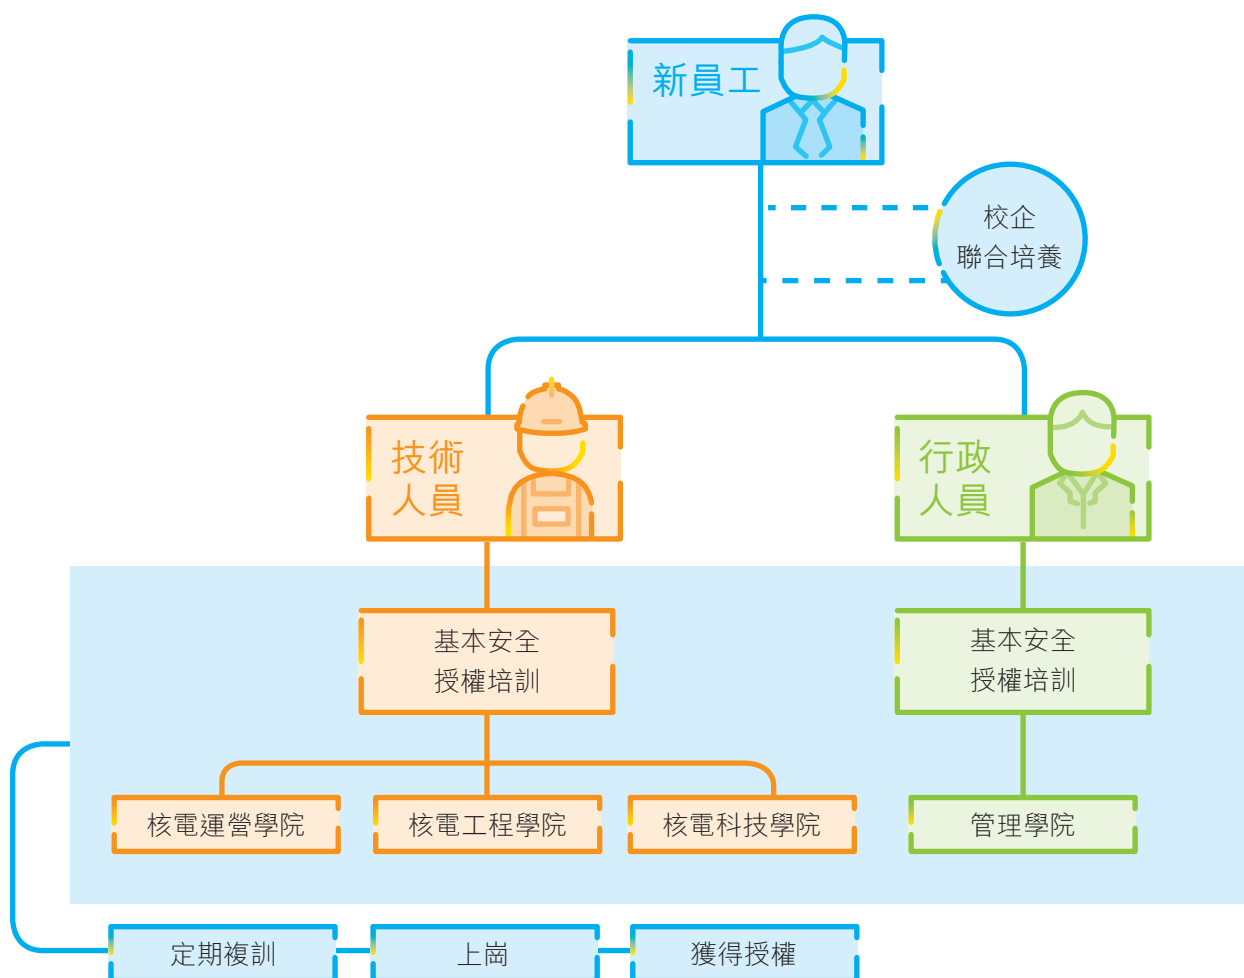 新員工
校企
聯合培養
技術
人員
行政
人員
基本安全
授權培訓
基本安全
授權培訓
核電運營學院
核電工程學院
核電科技學院
管理學院
定期複訓
上崗
獲得授權